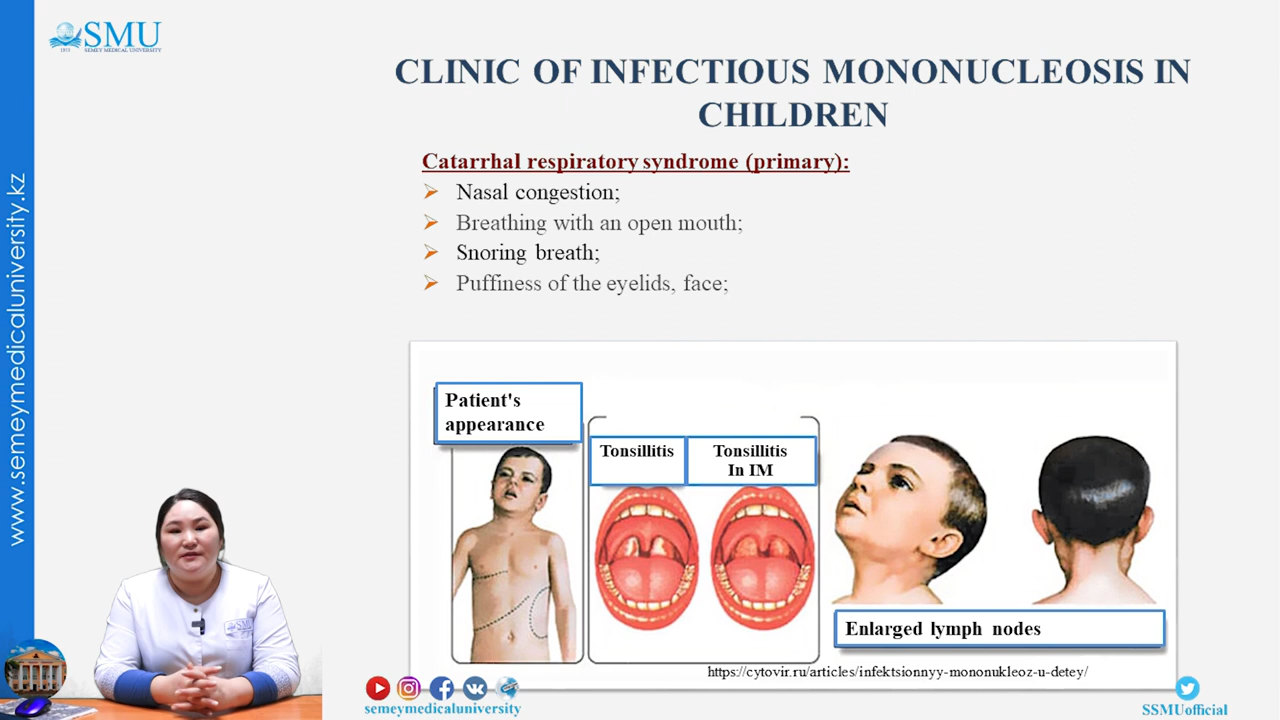 SMU
SEMEY MEDICAL UNIVERSITY
www.semeymedicaluniversity.kz
CLINIC OF INFECTIOUS MONONUCLEOSIS IN
CHILDREN
Catarrhal respiratory syndrome (primary):
Nasal congestion;
Breathing with an open mouth;
Snoring breath;
Puffiness of the eyelids, face;
Patient's
appearance
Tonsillitis
Tonsillitis
In IM
Enlarged lymph nodes
https://cytovir.ru/articles/infektsionnyy-mononukleoz-u-detey/
semeymedicaluniversity
SSMUofficial